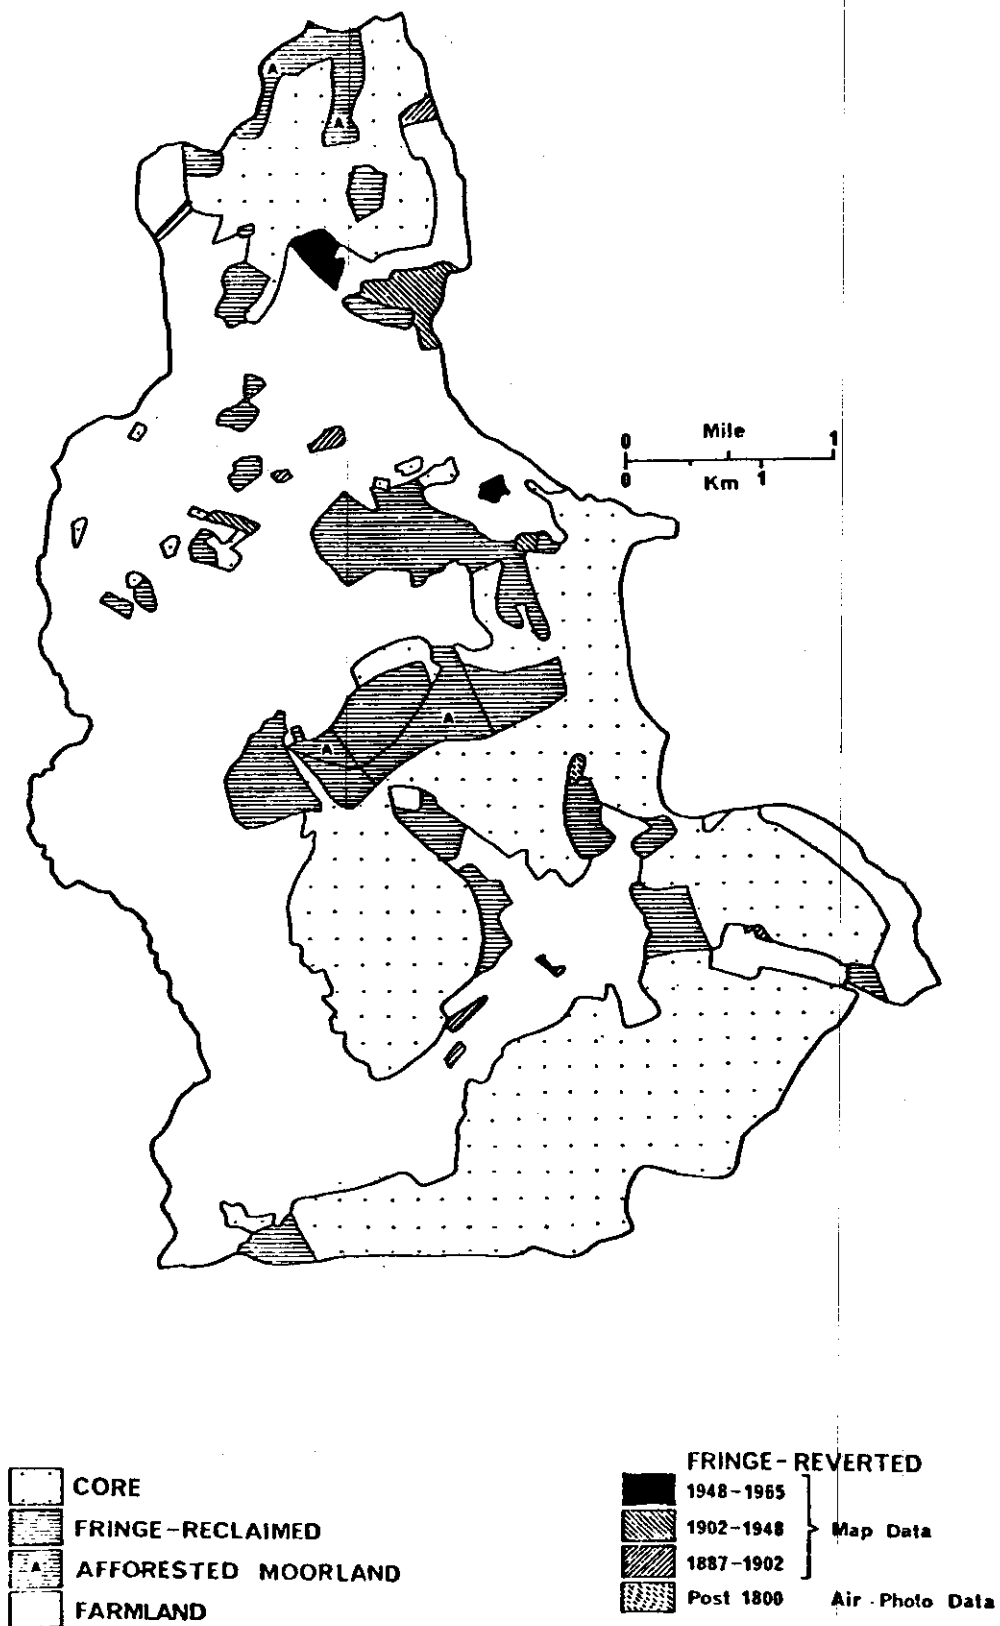 A
A
0 Mile 1
0 Km 1
A
A
CORE
FRINGE-RECLAIMED
A AFFORESTED MOORLAND
FARMLAND
FRINGE-REVERTED
1948-1965
1902-1948 Map Data
1887-1902
Post 1800 Air-Photo Data